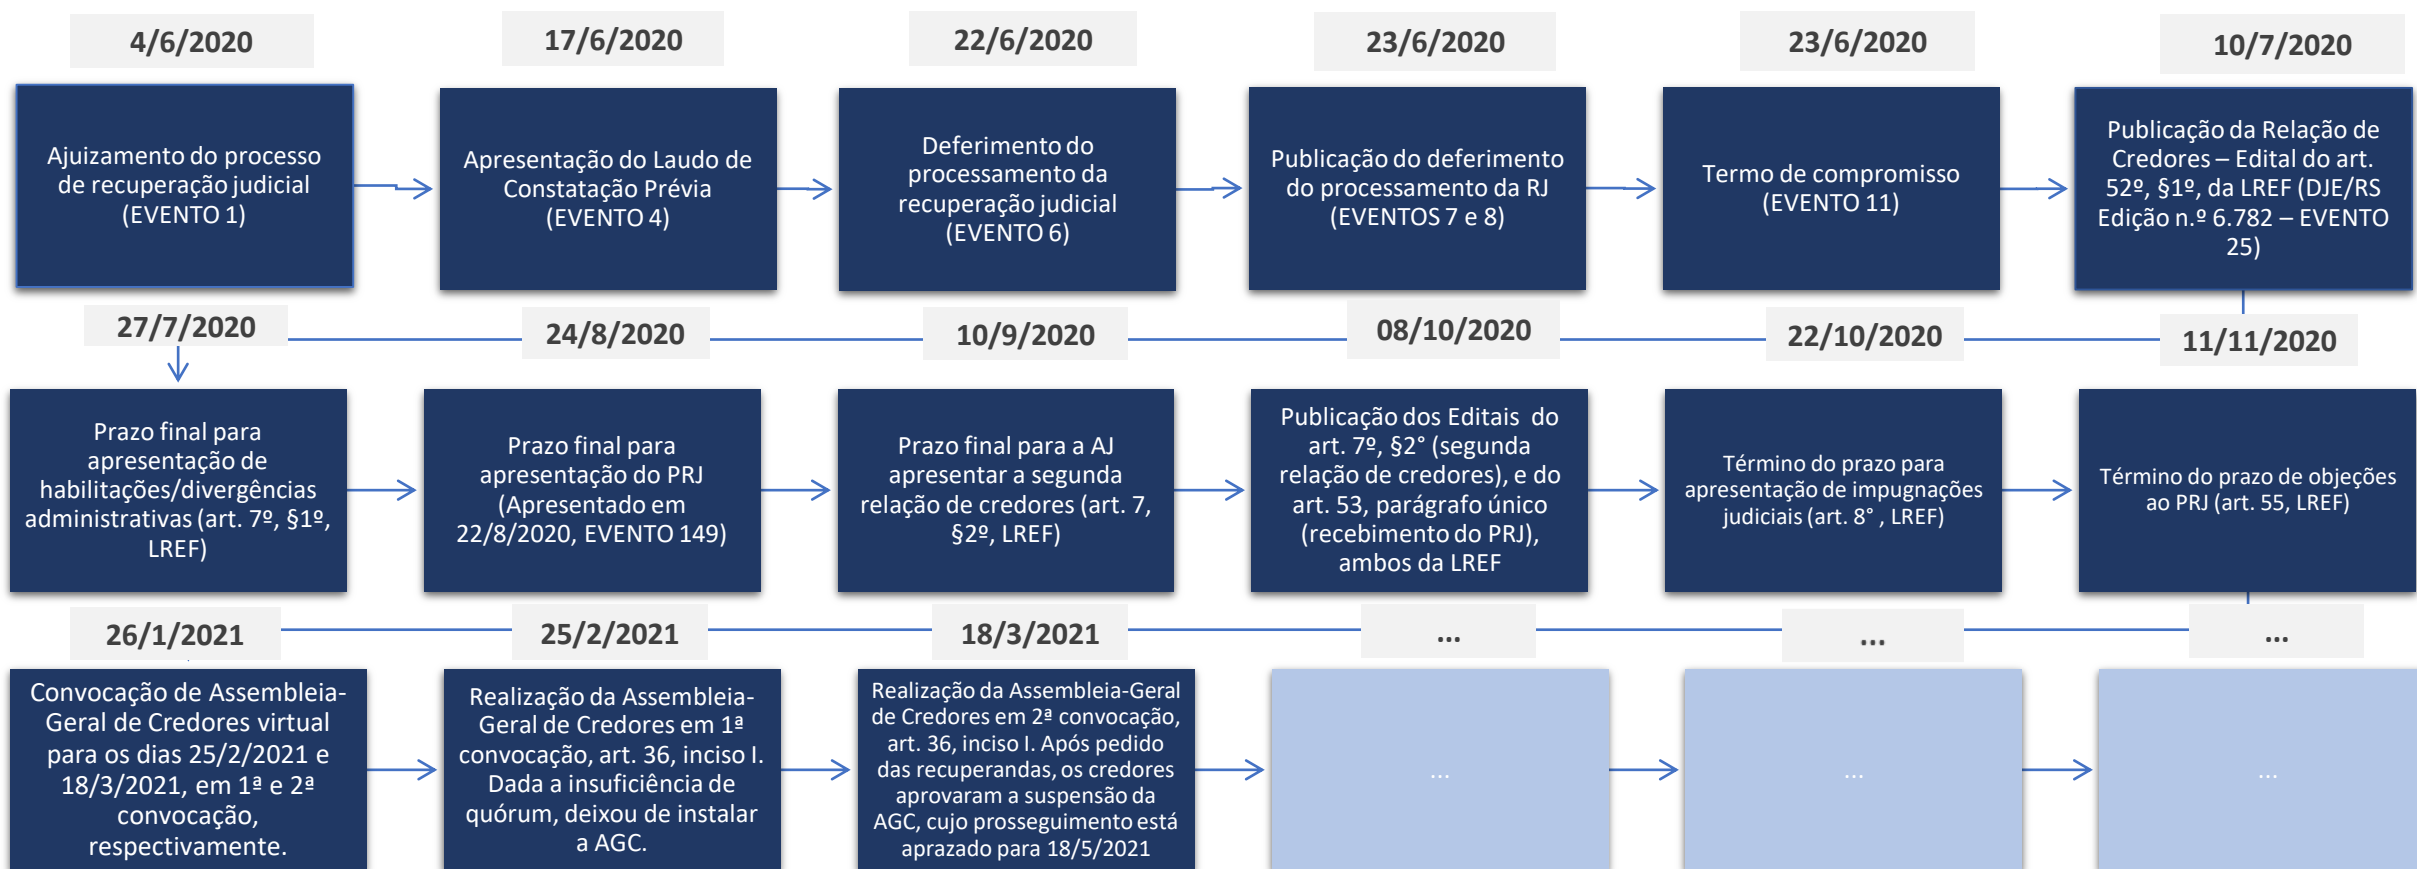 4/6/2020
17/6/2020
22/6/2020
23/6/2020
23/6/2020
10/7/2020
Ajuizamento do processo
de recuperação judicial
(EVENTO 1)
Apresentação do Laudo de
Constatação Prévia
(EVENTO 4)
Deferimento do
processamento da
recuperação judicial
(EVENTO 6)
Publicação do deferimento
do processamento da RJ
(EVENTOS 7 e 8)
Termo de compromisso
(EVENTO 11)
Publicação da Relação de
Credores – Edital do art.
52º, §1º, da LREF (DJE/RS
Edição n.º 6.782 – EVENTO
25)
27/7/2020
24/8/2020
10/9/2020
08/10/2020
22/10/2020
11/11/2020
Prazo final para
apresentação de
habilitações/divergências
administrativas (art. 7º, §1º,
LREF)
Prazo final para
apresentação do PRJ
(Apresentado em
22/8/2020, EVENTO 149)
Prazo final para a AJ
apresentar a segunda
relação de credores (art. 7,
§2º, LREF)
Publicação dos Editais do
art. 7º, §2° (segunda
relação de credores), e do
art. 53, parágrafo único
(recebimento do PRJ),
ambos da LREF
Término do prazo para
apresentação de impugnações
judiciais (art. 8° , LREF)
Término do prazo de objeções
ao PRJ (art. 55, LREF)
26/1/2021
25/2/2021
18/3/2021
...
...
...
Convocação de Assembleia-
Geral de Credores virtual
para os dias 25/2/2021 e
18/3/2021, em 1ª e 2ª
convocação,
respectivamente.
Realização da Assembleia-
Geral de Credores em 1ª
convocação, art. 36, inciso I.
Dada a insuficiência de
quórum, deixou de instalar
a AGC.
Realização da Assembleia-Geral
de Credores em 2ª convocação,
art. 36, inciso I. Após pedido
das recuperandas, os credores
aprovaram a suspensão da
AGC, cujo prosseguimento está
aprazado para 18/5/2021
...
...
...